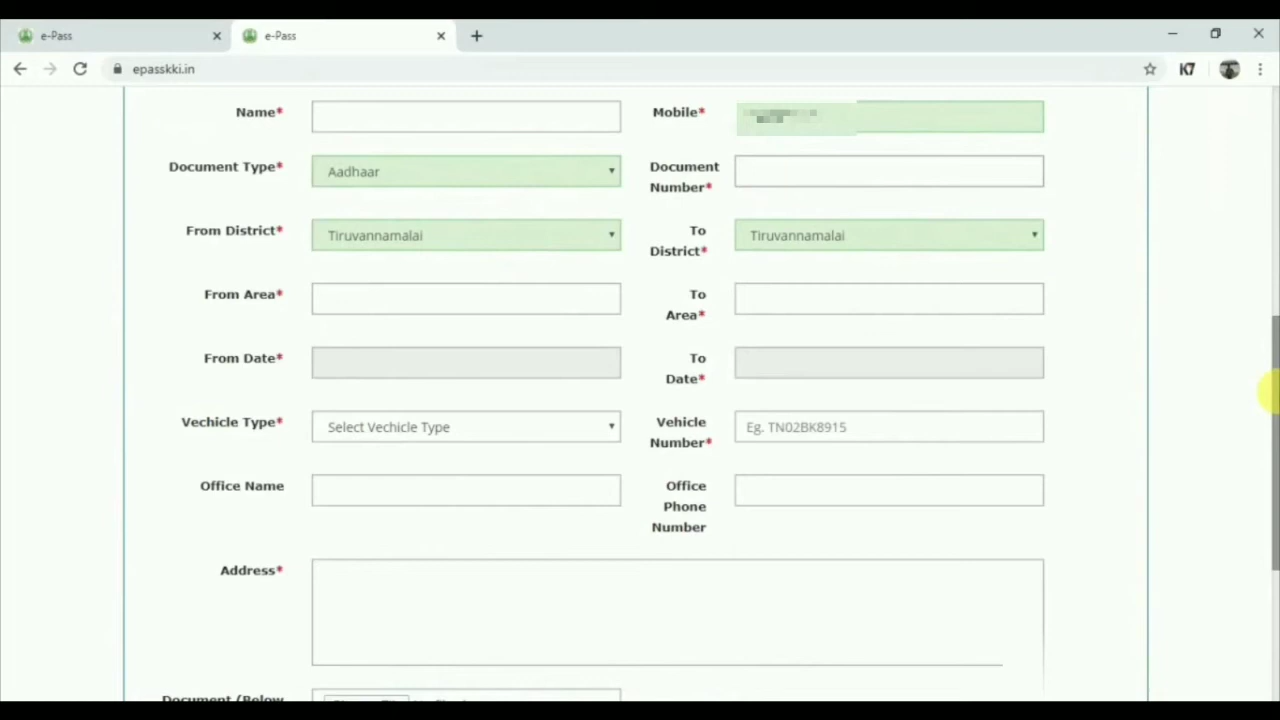 e-Pass
e-Pass
epasskki.in
K7
Name*
Mobile*
Document Type*
Aadhaar
Document
Number*
From District*
Tiruvannamalai
To
District*
Tiruvannamalai
From Area*
To
Area*
From Date*
To
Date*
Vechicle Type*
Select Vechicle Type
Vehicle
Number*
Eg. TN02BK8915
Office Name
Office
Phone
Number
Address*
Document (Below